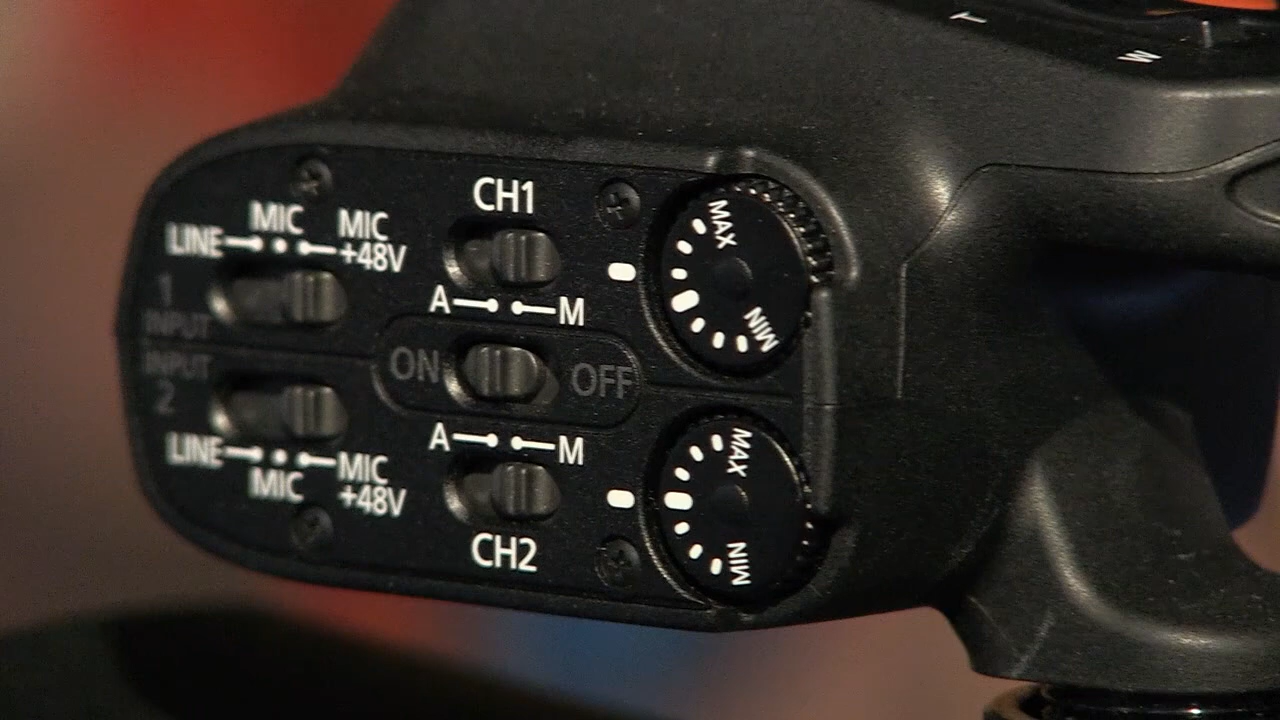 T
W
CH1
LINE MIC MIC
+48V
MAX
MIN
A M
1
INPUT
ON OFF
INPUT
2
A M
LINE MIC MIC
+48V
CH2
MAX
MIN